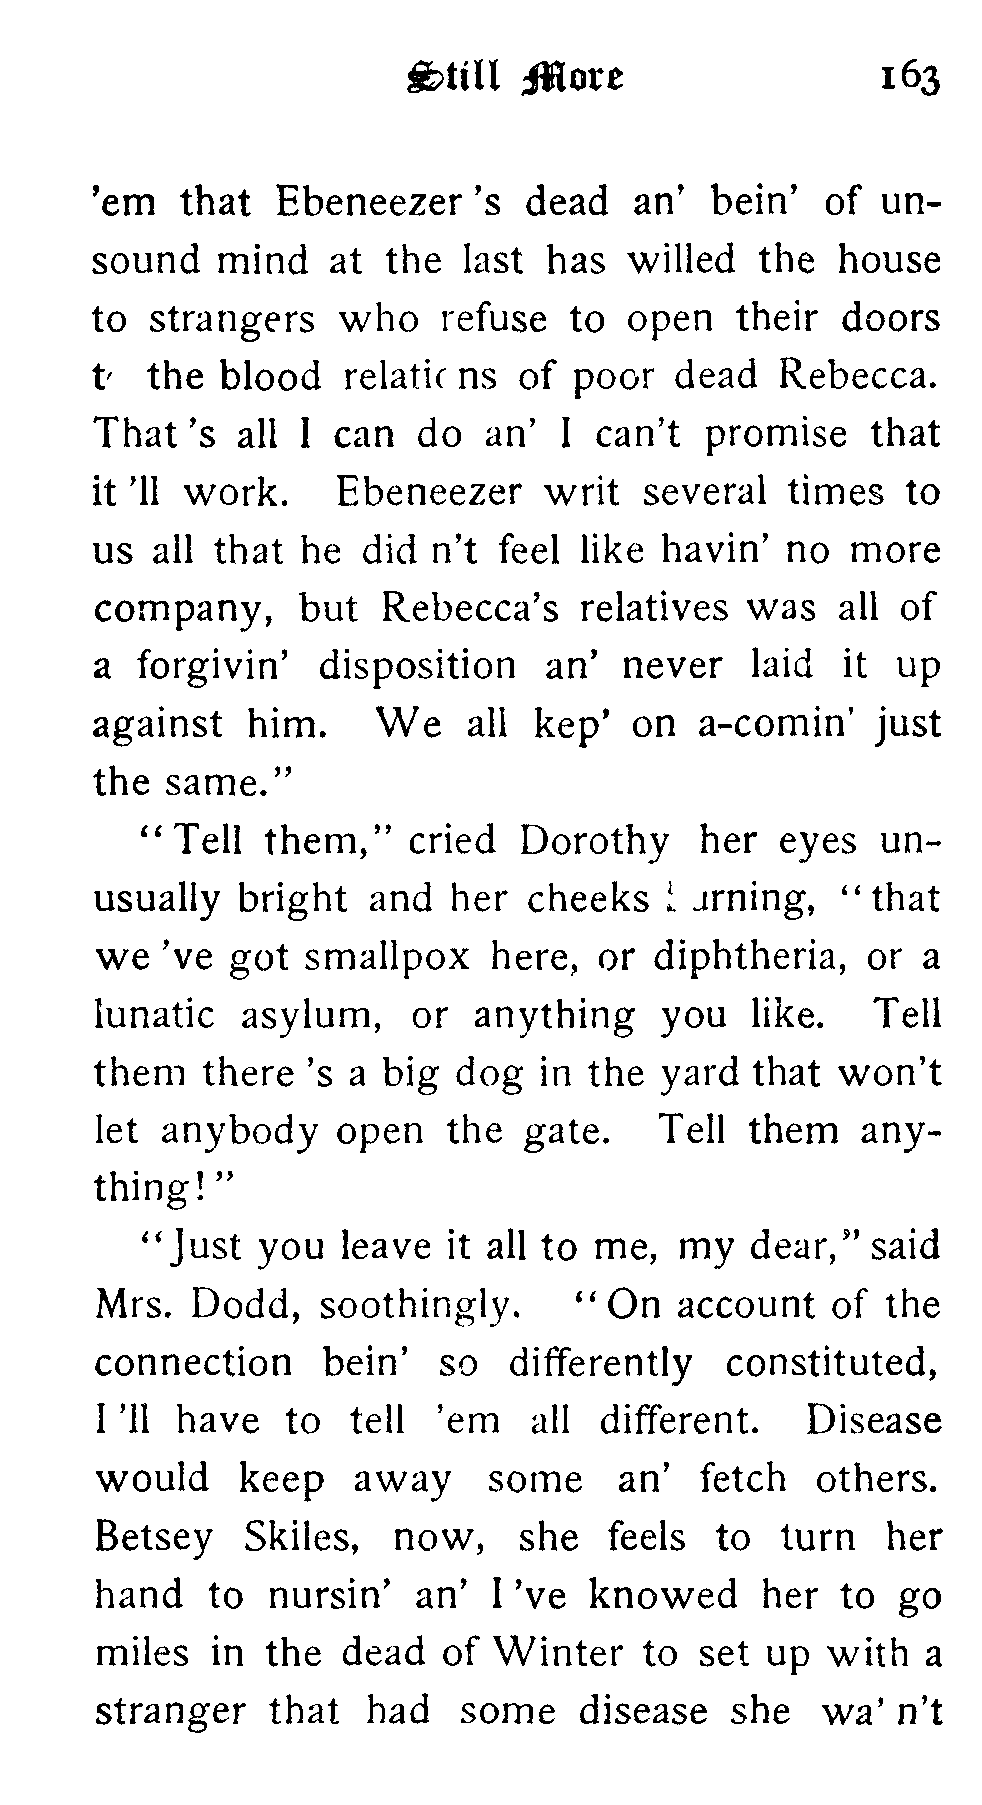 Still More 163
'em that Ebeneezer 's dead an' bein' of un-
sound mind at the last has willed the house
to strangers who refuse to open their doors
the blood relations of poor dead Rebecca.
That 's all I can do an' I can't promise that
it 'll work. Ebeneezer writ several times to
us all that he did n't feel like havin' no more
company, but Rebecca's relatives was all of
a forgivin' disposition an' never laid it up
against him. We all kep' on a-comin' just
the same."
"Tell them," cried Dorothy her eyes un-
usually bright and her cheeks burning, "that
we 've got smallpox here, or diphtheria, or a
lunatic asylum, or anything you like. Tell
them there 's a big dog in the yard that won't
let anybody open the gate. Tell them any-
thing!"
"Just you leave it all to me, my dear," said
Mrs. Dodd, soothingly. "On account of the
connection bein' so differently constituted,
I 'll have to tell 'em all different. Disease
would keep away some an' fetch others.
Betsey Skiles, now, she feels to turn her
hand to nursin' an' I 've knowed her to go
miles in the dead of Winter to set up with a
stranger that had some disease she wa' n't